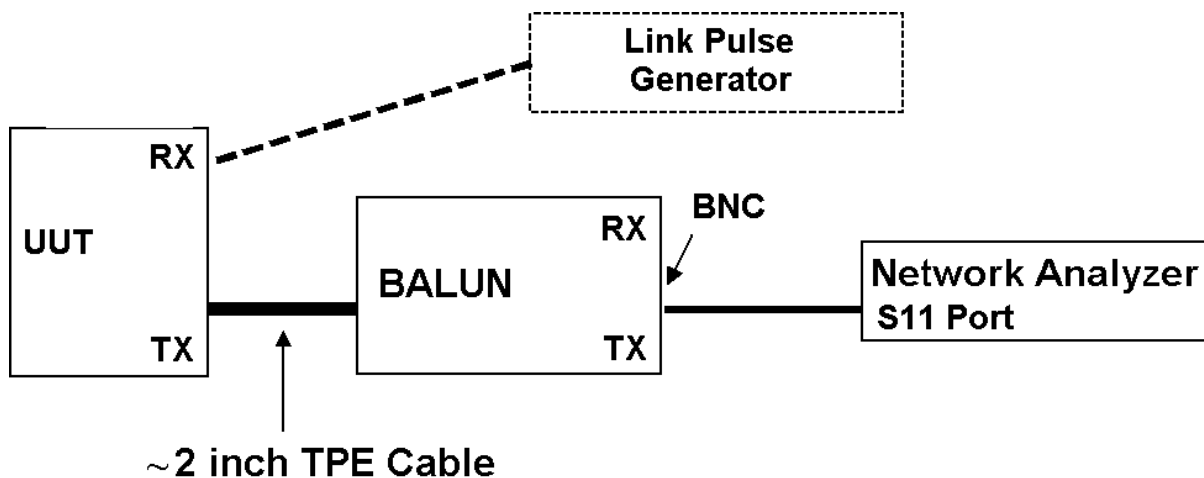 Link Pulse
Generator
RX
UUT
TX
RX
BNC
BALUN
TX
Network Analyzer
S11 Port
~2 inch TPE Cable